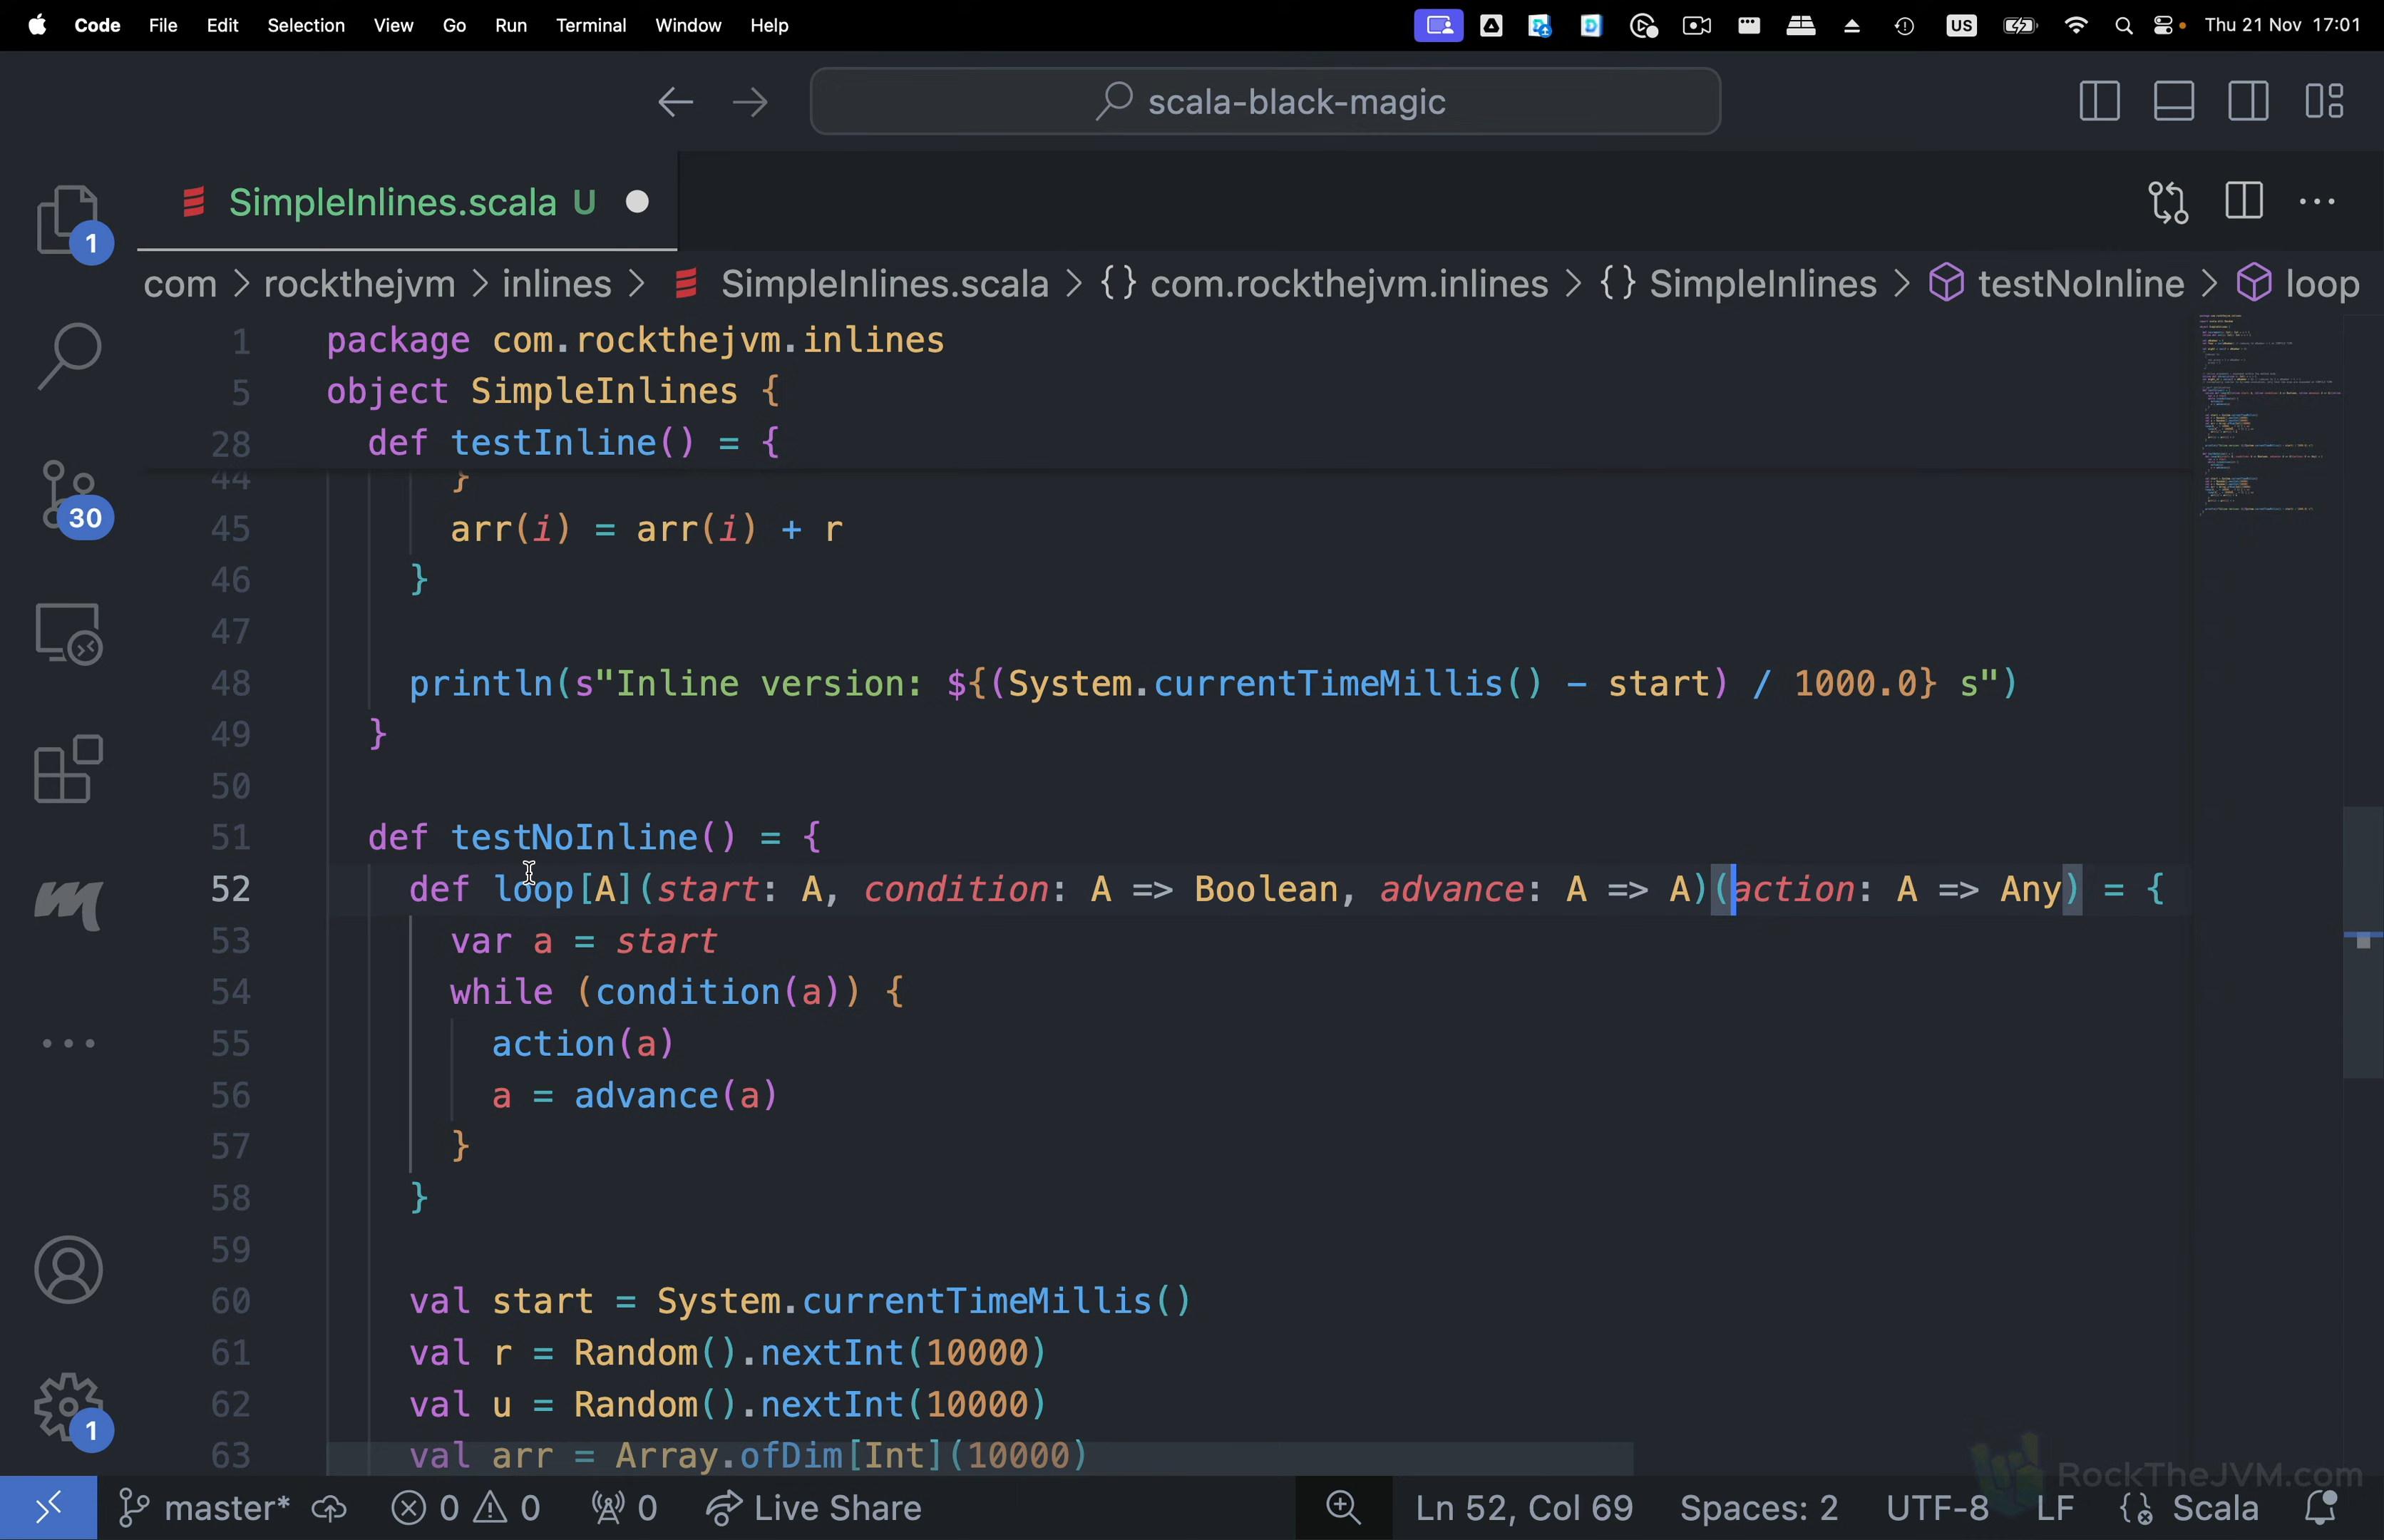 Code File Edit Selection View Go Run Terminal Window Help US Thu 21 Nov 17:01
scala-black-magic
SimpleInlines.scala U
1
com > rockthejvm > inlines > SimpleInlines.scala > {} com.rockthejvm.inlines > {} SimpleInlines > testNoInline > loop
1 package com.rockthejvm.inlines
5 object SimpleInlines {
28 def testInline() = {
44 }
30
45 arr(i) = arr(i) + r
46 }
47
48 println(s"Inline version: ${(System.currentTimeMillis() - start) / 1000.0} s")
49 }
50
51 def testNoInline() = {
52 def loop[A](start: A, condition: A => Boolean, advance: A => A)(action: A => Any) = {
53 var a = start
54 while (condition(a)) {
55 action(a)
56 a = advance(a)
57 }
58 }
59
60 val start = System.currentTimeMillis()
61 val r = Random().nextInt(10000)
62 val u = Random().nextInt(10000)
1
63 val arr = Array.ofDim[Int](10000)
RockTheJVM.com
master* 0 0 0 Live Share Ln 52, Col 69 Spaces: 2 UTF-8 LF Scala